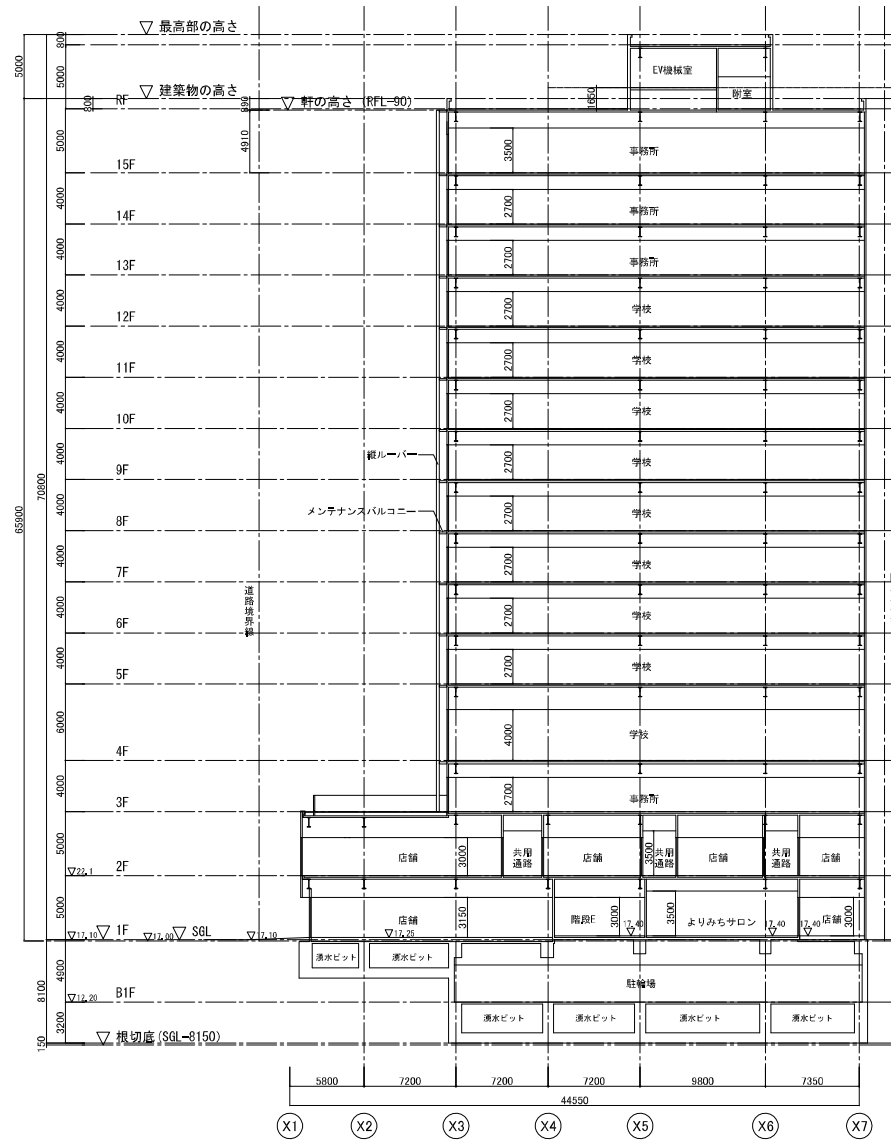 最高部の高さ
800
5000
5000
EV機械室
建築物の高さ
RF
800
890
軒の高さ (RFL-90)
1650
附室
5000
4910
3500
事務所
15F
4000
2700
事務所
14F
4000
2700
事務所
13F
4000
2700
学校
12F
4000
2700
学校
11F
4000
2700
学校
10F
縦ルーバー
4000
2700
学校
9F
70800
65900
メンテナンスバルコニー
4000
2700
学校
8F
4000
2700
学校
7F
道路境界線
4000
2700
学校
6F
4000
2700
学校
5F
6000
4000
学校
4F
4000
2700
事務所
3F
5000
店舗
3000
共用通路
店舗
3500
共用通路
店舗
共用通路
店舗
2F
22.1
5000
店舗
3150
階段E
3000
17.40
3500
よりみちサロン
17.40
17.40
店舗
3000
17.10
1F
17.00
SGL
17.10
17.25
4900
湧水ピット
湧水ピット
駐輪場
8100
12.20
B1F
3200
湧水ピット
湧水ピット
湧水ピット
湧水ピット
150
根切底(SGL-8150)
5800
7200
7200
7200
9800
7350
44550
X1
X2
X3
X4
X5
X6
X7